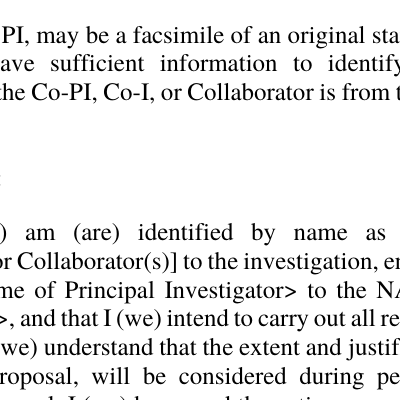 PI, may be a facsimile of an original sta
ave sufficient information to identify
the Co-PI, Co-I, or Collaborator is from t
) am (are) identified by name as
or Collaborator(s)] to the investigation, en
me of Principal Investigator> to the NA
>, and that I (we) intend to carry out all re
we) understand that the extent and justif
roposal, will be considered during pe